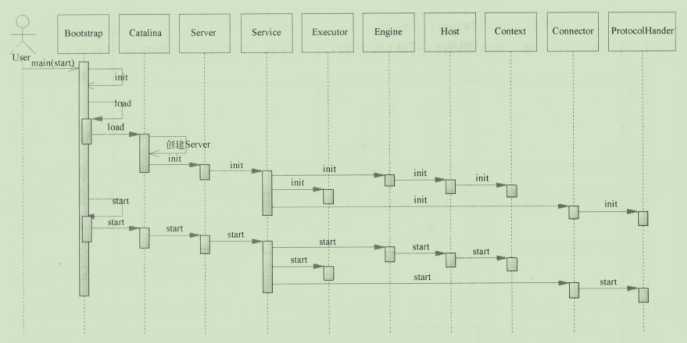 Bootstrap Catalina Server Service Executor Engine Host Context Connector ProtocolHander
User
main(start)
init
load
load
创建Server
init
init
init
init
init
init
init
init
start
start
start
start
start
start
start
start
start
start